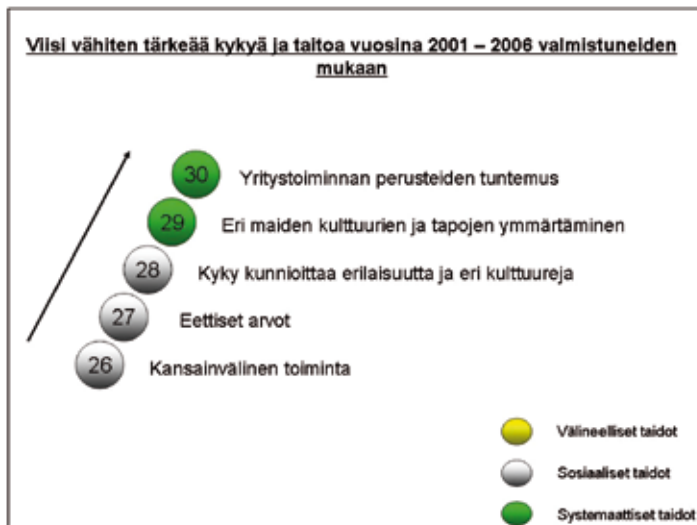 Viisi vähiten tärkeää kykyä ja taitoa vuosina 2001 – 2006 valmistuneiden
mukaan
30 Yritystoiminnan perusteiden tuntemus
29 Eri maiden kulttuurien ja tapojen ymmärtäminen
28 Kyky kunnioittaa erilaisuutta ja eri kulttuureja
27 Eettiset arvot
26 Kansainvälinen toiminta
Välineelliset taidot
Sosiaaliset taidot
Systemaattiset taidot